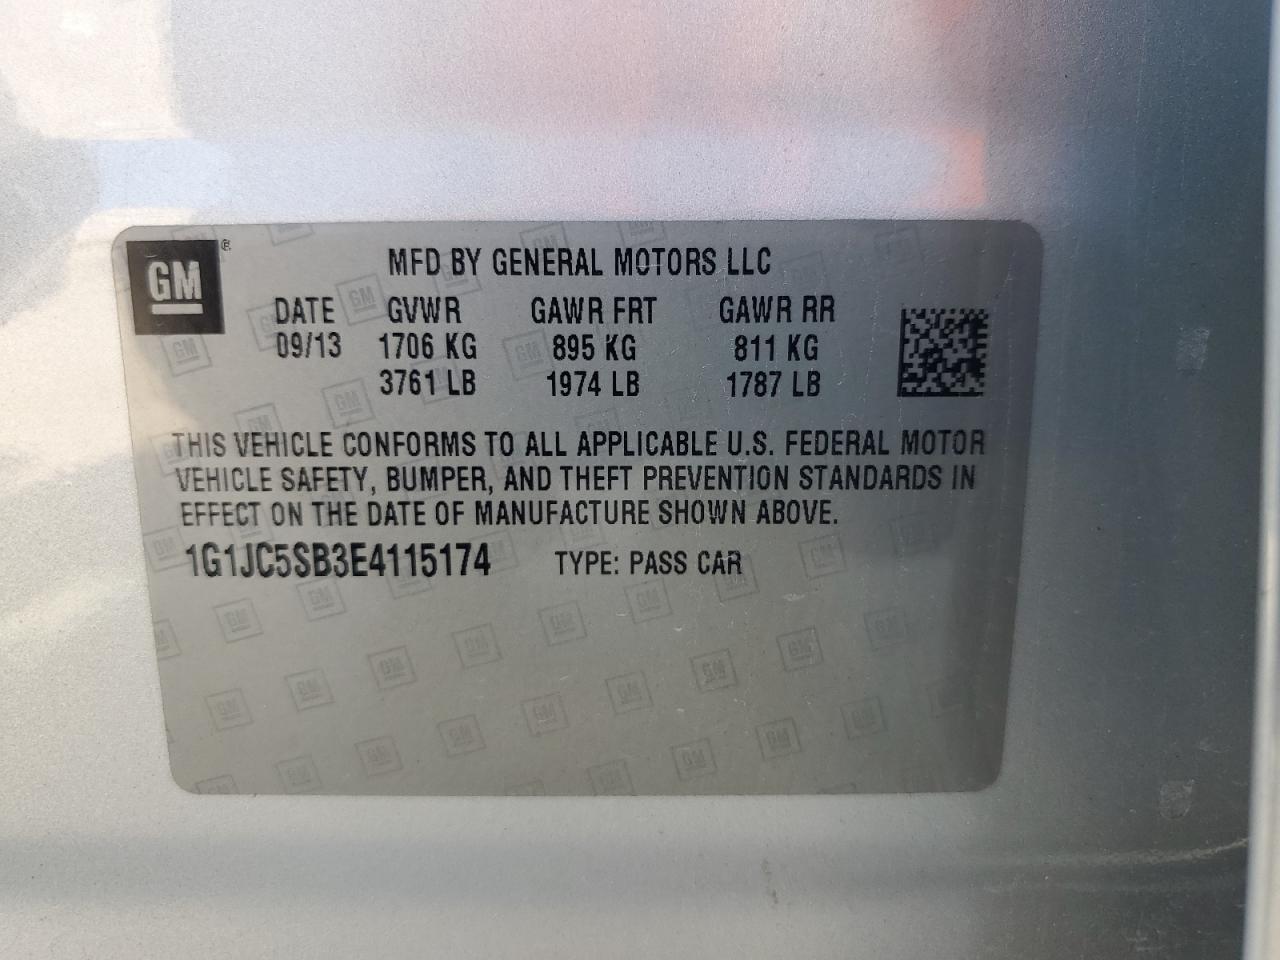 GM ®
MFD BY GENERAL MOTORS LLC
DATE GVWR GAWR FRT GAWR RR
09/13 1706 KG 895 KG 811 KG
3761 LB 1974 LB 1787 LB
THIS VEHICLE CONFORMS TO ALL APPLICABLE U.S. FEDERAL MOTOR
VEHICLE SAFETY, BUMPER, AND THEFT PREVENTION STANDARDS IN
EFFECT ON THE DATE OF MANUFACTURE SHOWN ABOVE.
1G1JC5SB3E4115174 TYPE: PASS CAR